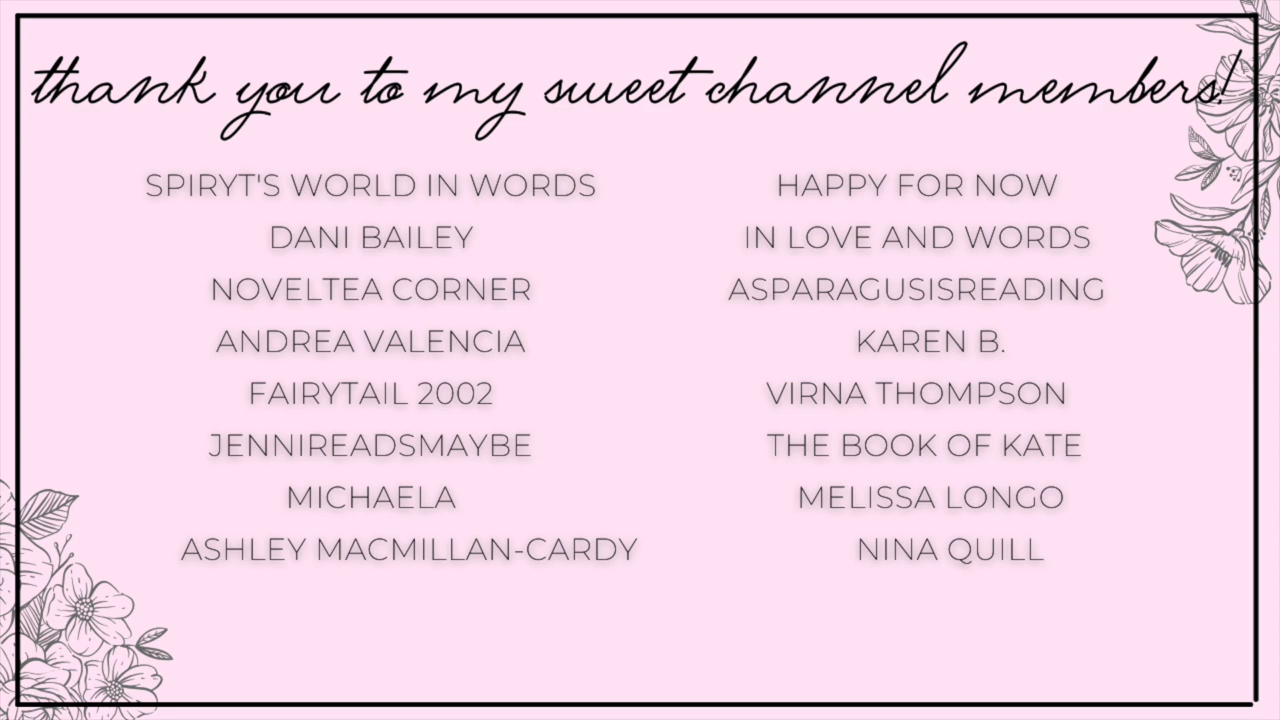 thank you to my sweet channel members!
SPIRYT'S WORLD IN WORDS
DANI BAILEY
NOVELTEA CORNER
ANDREA VALENCIA
FAIRYTAIL 2002
JENNIREADSMAYBE
MICHAELA
ASHLEY MACMILLAN-CARDY
HAPPY FOR NOW
IN LOVE AND WORDS
ASPARAGUSISREADING
KAREN B.
VIRNA THOMPSON
THE BOOK OF KATE
MELISSA LONGO
NINA QUILL